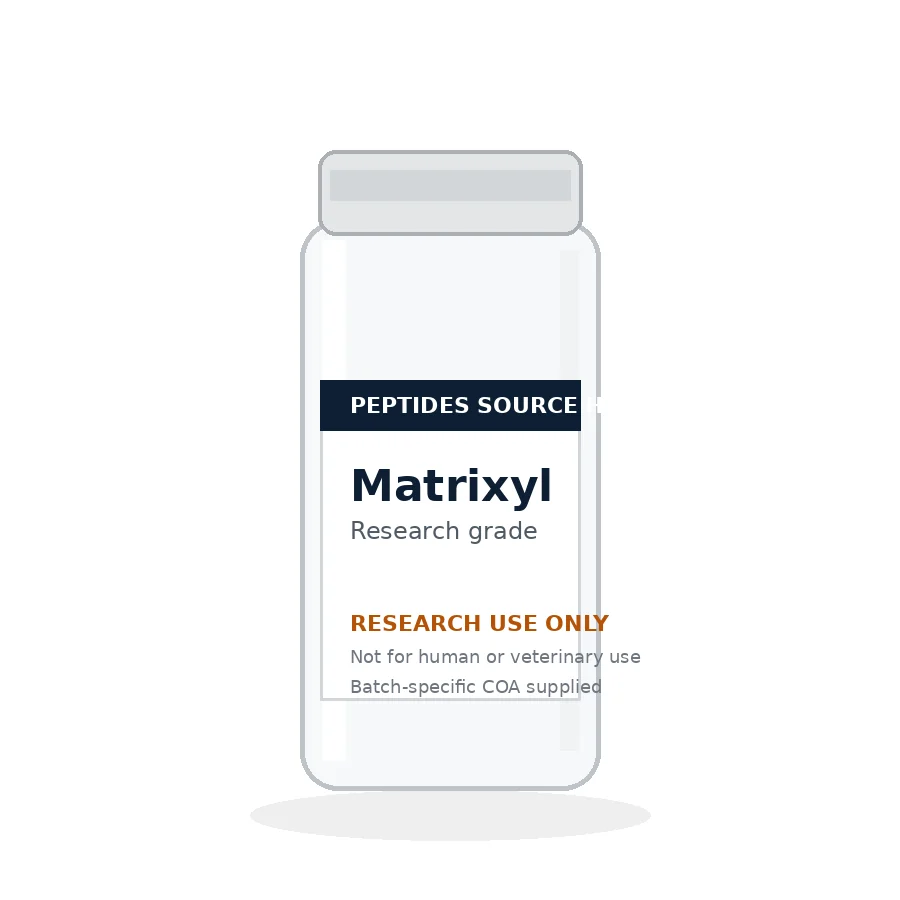 PEPTIDES SOURCE H
Matrixyl
Research grade
RESEARCH USE ONLY
Not for human or veterinary use
Batch-specific COA supplied